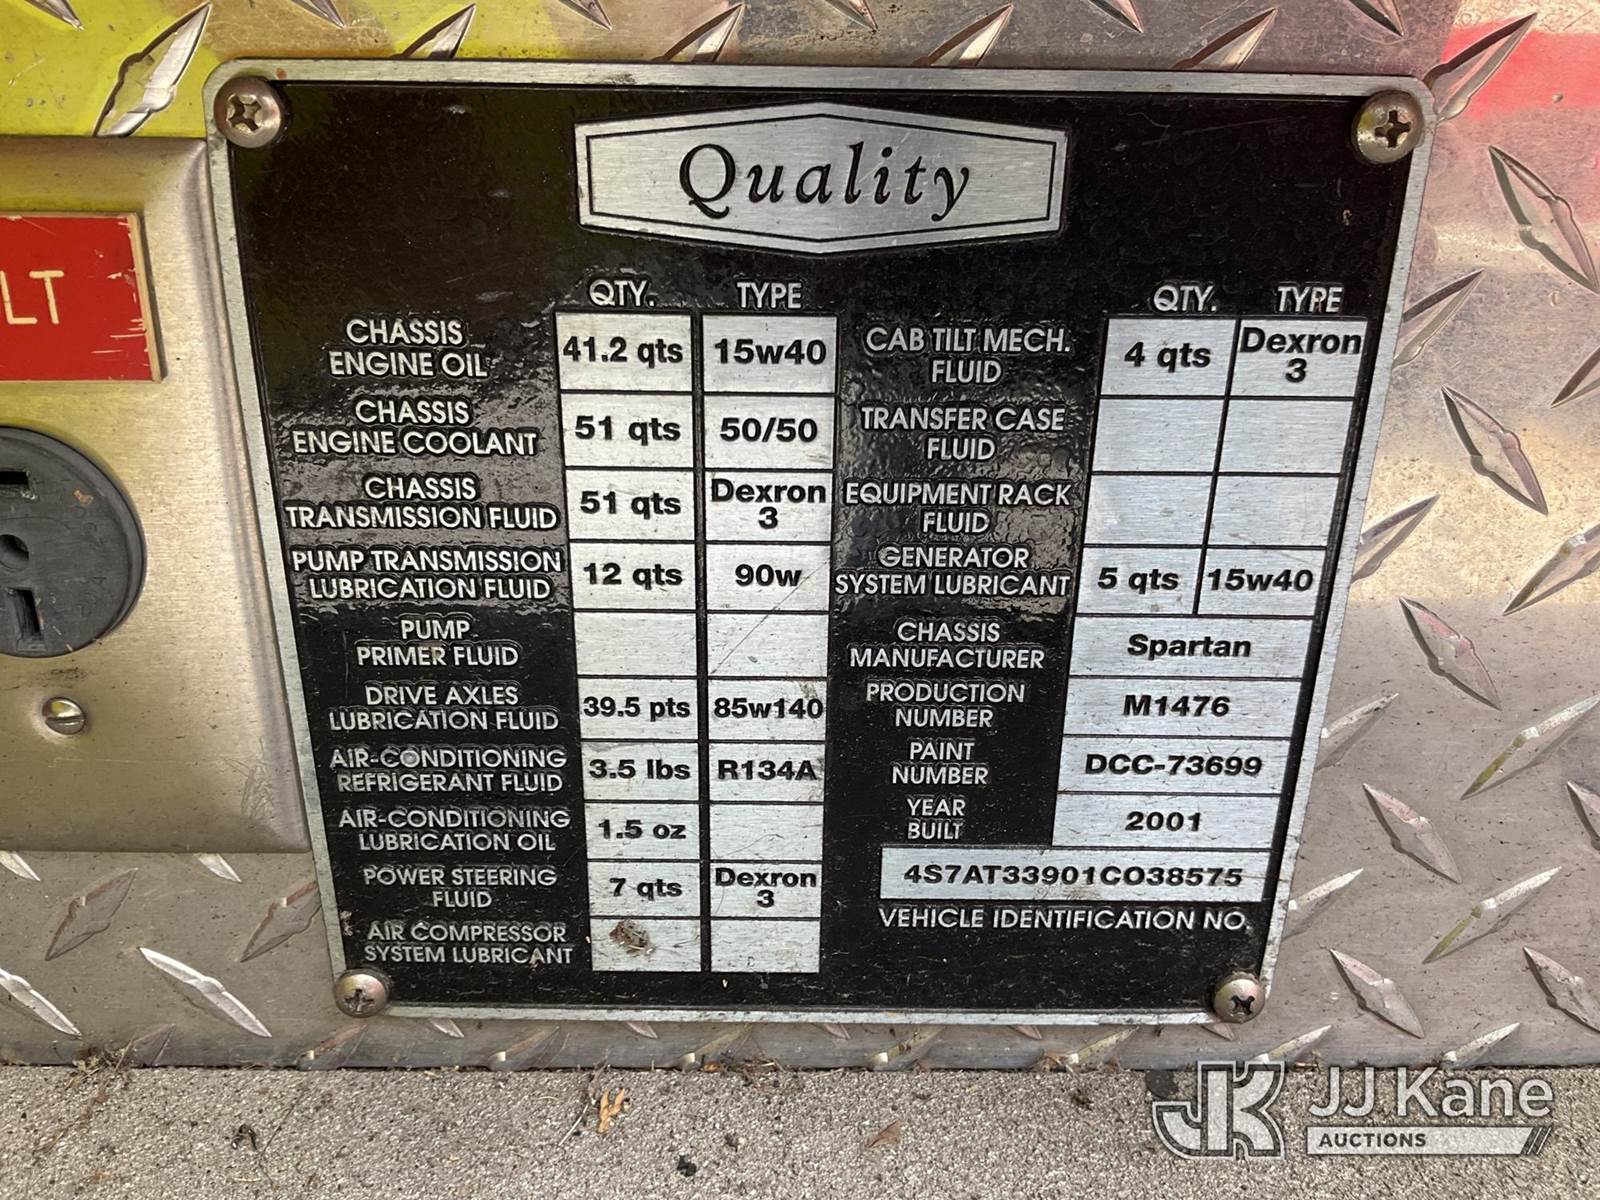 Quality
QTY. TYPE
CHASSIS
ENGINE OIL
41.2 qts 15w40
CHASSIS
ENGINE COOLANT
51 qts 50/50
CHASSIS
TRANSMISSION FLUID
51 qts Dexron
3
PUMP TRANSMISSION
LUBRICATION FLUID
12 qts 90w
PUMP
PRIMER FLUID
DRIVE AXLES
LUBRICATION FLUID
39.5 pts 85w140
AIR-CONDITIONING
REFRIGERANT FLUID
3.5 lbs R134A
AIR-CONDITIONING
LUBRICATION OIL
1.5 oz
POWER STEERING
FLUID
7 qts Dexron
3
AIR COMPRESSOR
SYSTEM LUBRICANT
QTY. TYPE
CAB TILT MECH.
FLUID
4 qts Dexron
3
TRANSFER CASE
FLUID
EQUIPMENT RACK
FLUID
GENERATOR
SYSTEM LUBRICANT
5 qts 15w40
CHASSIS
MANUFACTURER
Spartan
PRODUCTION
NUMBER
M1476
PAINT
NUMBER
DCC-73699
YEAR
BUILT
2001
4S7AT33901CO38575
VEHICLE IDENTIFICATION NO.
LT
JK JJ Kane
AUCTIONS